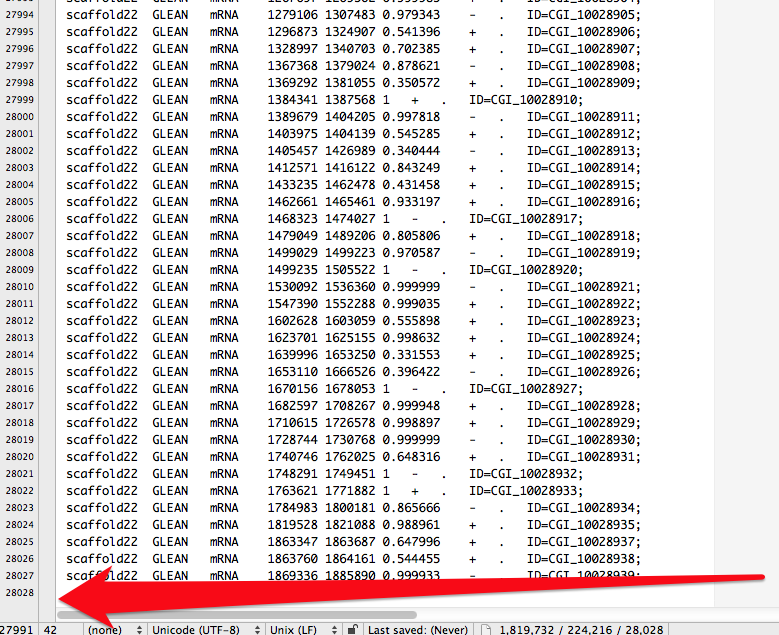 27994 scaffold22 GLEAN mRNA 1279106 1307483 0.979343 - . ID=CGI_10028905;
27995 scaffold22 GLEAN mRNA 1296873 1324907 0.541396 + . ID=CGI_10028906;
27996 scaffold22 GLEAN mRNA 1328997 1340703 0.702385 + . ID=CGI_10028907;
27997 scaffold22 GLEAN mRNA 1367368 1379024 0.878621 - . ID=CGI_10028908;
27998 scaffold22 GLEAN mRNA 1369292 1381055 0.350572 + . ID=CGI_10028909;
27999 scaffold22 GLEAN mRNA 1384341 1387568 1 + . ID=CGI_10028910;
28000 scaffold22 GLEAN mRNA 1389679 1404205 0.997818 - . ID=CGI_10028911;
28001 scaffold22 GLEAN mRNA 1403975 1404139 0.545285 + . ID=CGI_10028912;
28002 scaffold22 GLEAN mRNA 1405457 1426989 0.340444 - . ID=CGI_10028913;
28003 scaffold22 GLEAN mRNA 1412571 1416122 0.843249 + . ID=CGI_10028914;
28004 scaffold22 GLEAN mRNA 1433235 1462478 0.431458 - . ID=CGI_10028915;
28005 scaffold22 GLEAN mRNA 1462661 1465461 0.933197 + . ID=CGI_10028916;
28006 scaffold22 GLEAN mRNA 1468323 1474027 1 - . ID=CGI_10028917;
28007 scaffold22 GLEAN mRNA 1479049 1489206 0.805806 + . ID=CGI_10028918;
28008 scaffold22 GLEAN mRNA 1499029 1499223 0.970587 - . ID=CGI_10028919;
28009 scaffold22 GLEAN mRNA 1499235 1505522 1 - . ID=CGI_10028920;
28010 scaffold22 GLEAN mRNA 1530092 1536360 0.999999 - . ID=CGI_10028921;
28011 scaffold22 GLEAN mRNA 1547390 1552288 0.999035 + . ID=CGI_10028922;
28012 scaffold22 GLEAN mRNA 1602628 1603059 0.555898 + . ID=CGI_10028923;
28013 scaffold22 GLEAN mRNA 1623701 1625155 0.998632 + . ID=CGI_10028924;
28014 scaffold22 GLEAN mRNA 1639996 1653250 0.331553 + . ID=CGI_10028925;
28015 scaffold22 GLEAN mRNA 1653110 1666526 0.396422 - . ID=CGI_10028926;
28016 scaffold22 GLEAN mRNA 1670156 1678053 1 - . ID=CGI_10028927;
28017 scaffold22 GLEAN mRNA 1682597 1708267 0.999948 + . ID=CGI_10028928;
28018 scaffold22 GLEAN mRNA 1710615 1726578 0.998897 + . ID=CGI_10028929;
28019 scaffold22 GLEAN mRNA 1728744 1730768 0.999999 - . ID=CGI_10028930;
28020 scaffold22 GLEAN mRNA 1740746 1762025 0.648316 + . ID=CGI_10028931;
28021 scaffold22 GLEAN mRNA 1748291 1749451 1 - . ID=CGI_10028932;
28022 scaffold22 GLEAN mRNA 1763621 1771882 1 + . ID=CGI_10028933;
28023 scaffold22 GLEAN mRNA 1784983 1800181 0.865666 - . ID=CGI_10028934;
28024 scaffold22 GLEAN mRNA 1819528 1821088 0.988961 + . ID=CGI_10028935;
28025 scaffold22 GLEAN mRNA 1863347 1863687 0.647996 + . ID=CGI_10028937;
28026 scaffold22 GLEAN mRNA 1863760 1864161 0.544455 + . ID=CGI_10028938;
28027 scaffold22 GLEAN mRNA 1869336 1885890 0.999933 - . ID=CGI_10028939;
28028
27991 42 (none) Unicode (UTF-8) Unix (LF) Last saved: (Never) 1,819,732 / 224,216 / 28,028